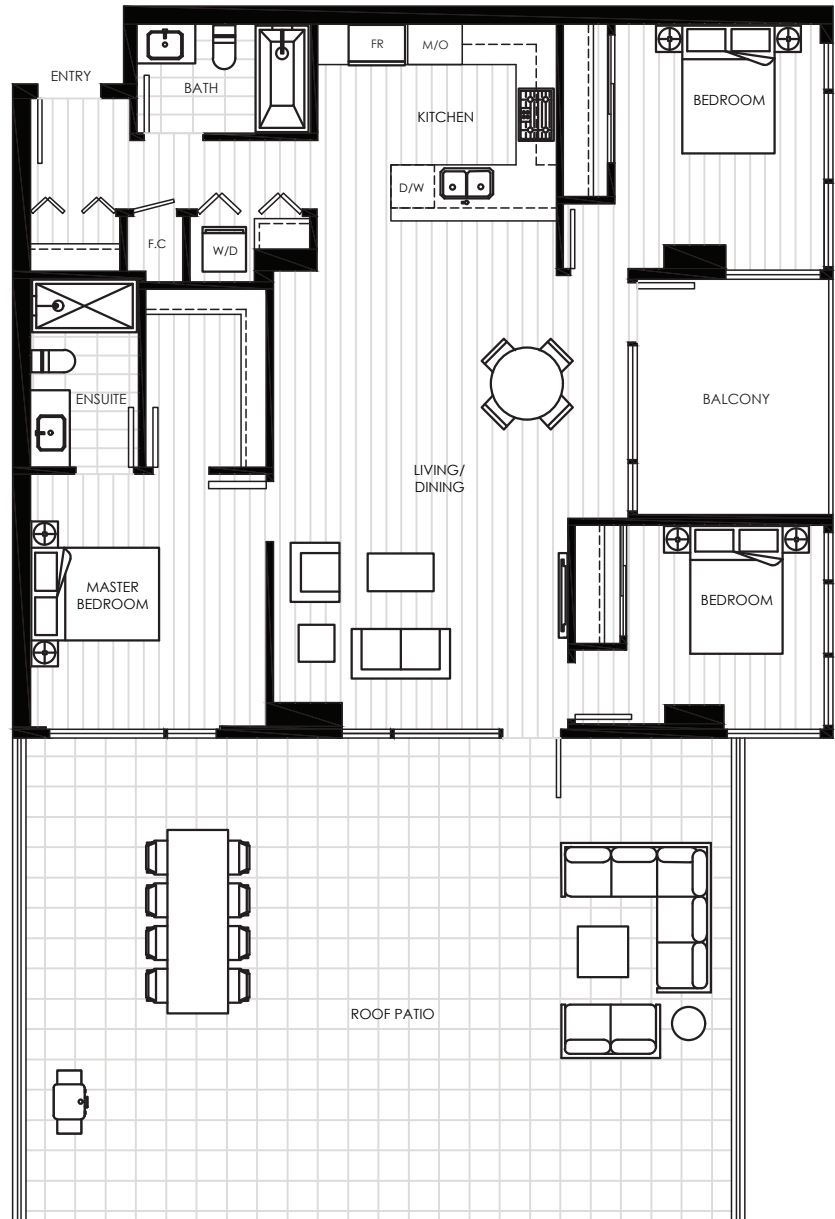 ENTRY
BATH
FR
M/O
KITCHEN
BEDROOM
D/W
F.C
W/D
ENSUITE
BALCONY
LIVING/
DINING
MASTER
BEDROOM
BEDROOM
ROOF PATIO